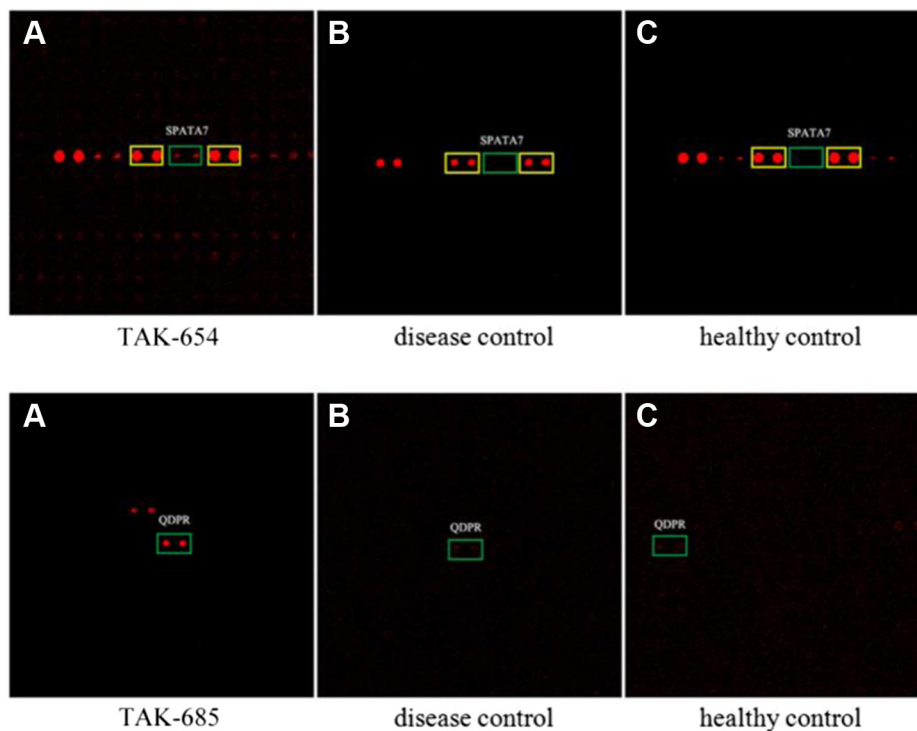 A B C
SPATA7 SPATA7 SPATA7
TAK-654 disease control healthy control
A B C
QDPR QDPR QDPR
TAK-685 disease control healthy control